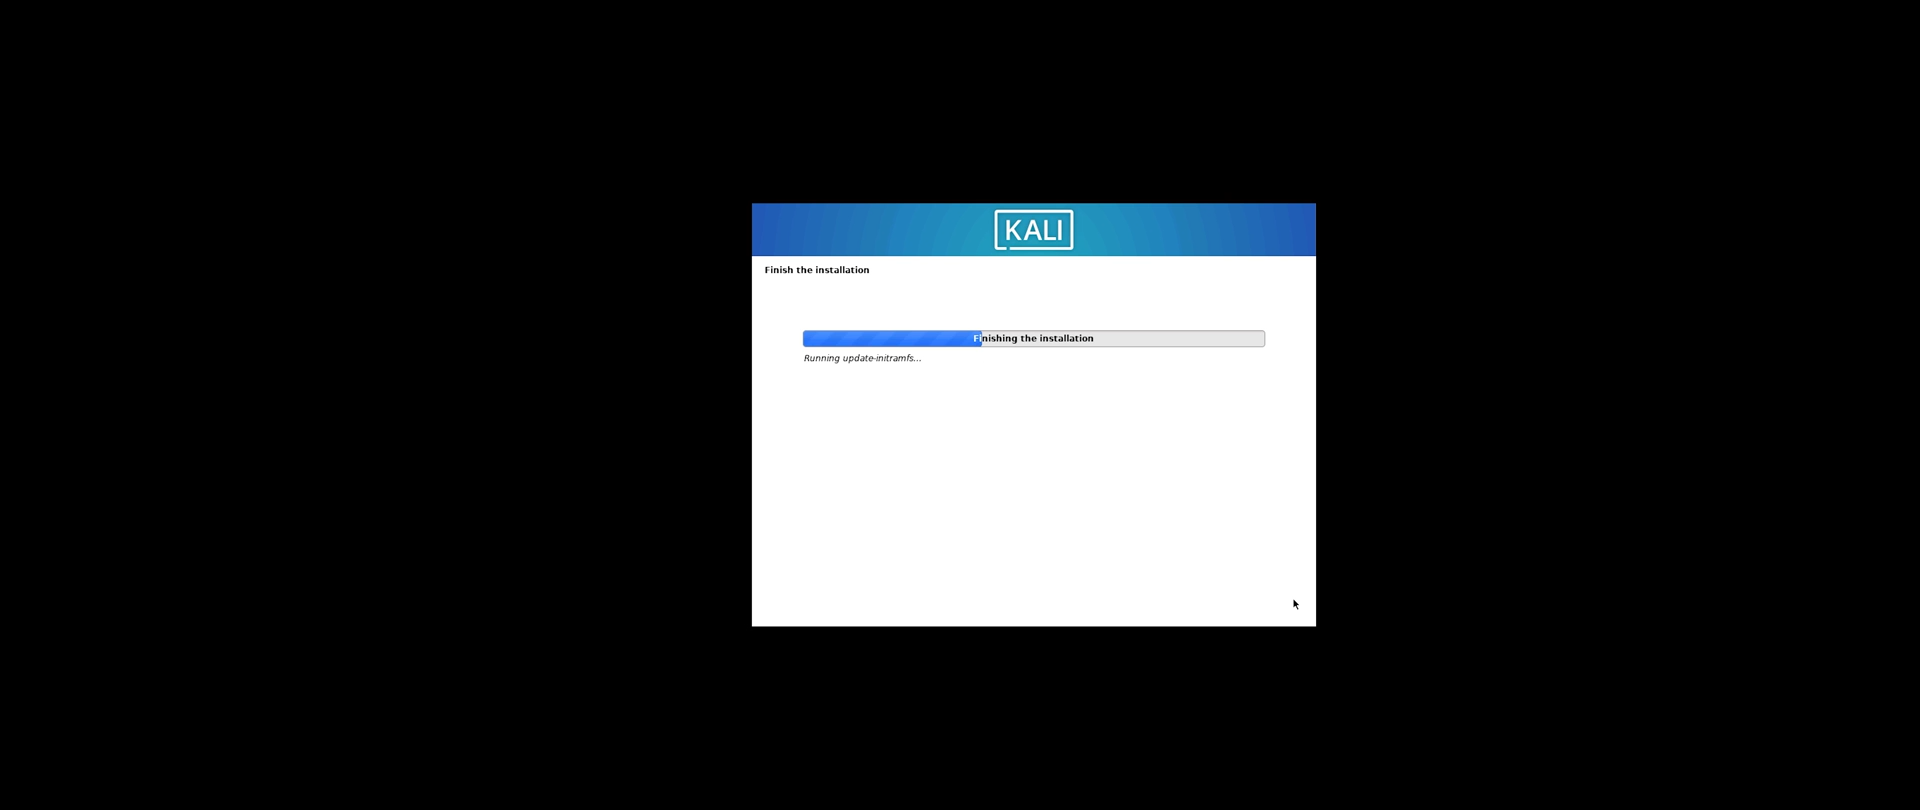 KALI
Finish the installation
Finishing the installation
Running update-initramfs...